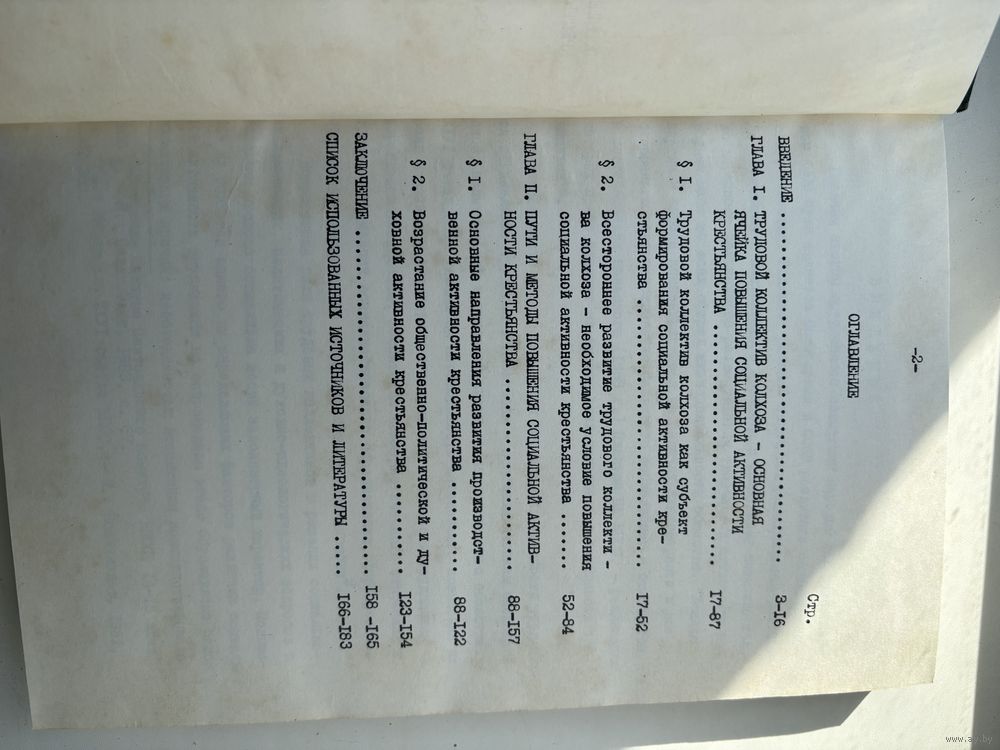 -2-
ОГЛАВЛЕНИЕ
Стр.
ВВЕДЕНИЕ ........................................ 3-16
ГЛАВА I. ТРУДОВОЙ КОЛЛЕКТИВ КОЛХОЗА - ОСНОВНАЯ
ЯЧЕЙКА ПОВЫШЕНИЯ СОЦИАЛЬНОЙ АКТИВНОСТИ
КРЕСТЬЯНСТВА ............................ 17-87
§ I. Трудовой коллектив колхоза как субъект
формирования социальной активности кре-
стьянства ............................... 17-52
§ 2. Всестороннее развитие трудового коллекти -
ва колхоза - необходимое условие повышения
социальной активности крестьянства ....... 52-84
ГЛАВА П. ПУТИ И МЕТОДЫ ПОВЫШЕНИЯ СОЦИАЛЬНОЙ АКТИВ-
НОСТИ КРЕСТЬЯНСТВА ...................... 88-157
§ I. Основные направления развития производст-
венной активности крестьянства ........... 88-122
§ 2. Возрастание общественно-политической и ду-
ховной активности крестьянства ........... 123-154
ЗАКЛЮЧЕНИЕ ...................................... 158 -165
СПИСОК ИСПОЛЬЗОВАННЫХ ИСТОЧНИКОВ И ЛИТЕРАТУРЫ ..... 166-183
www.ay.by